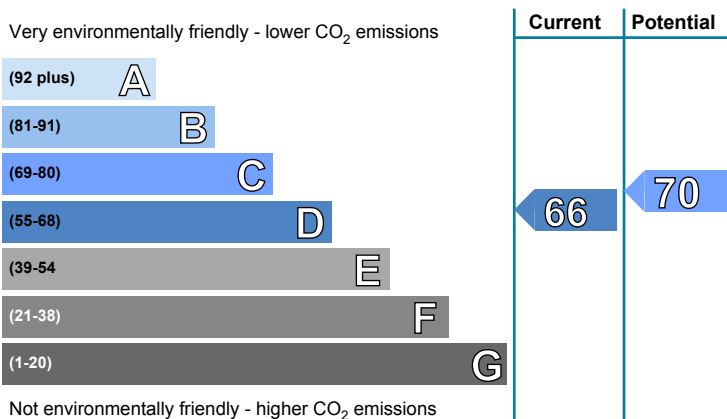 Current Potential
Very environmentally friendly - lower CO2 emissions
(92 plus) A
(81-91) B
(69-80) C
(55-68) D
(39-54 E
(21-38) F
(1-20) G
66
70
Not environmentally friendly - higher CO2 emissions